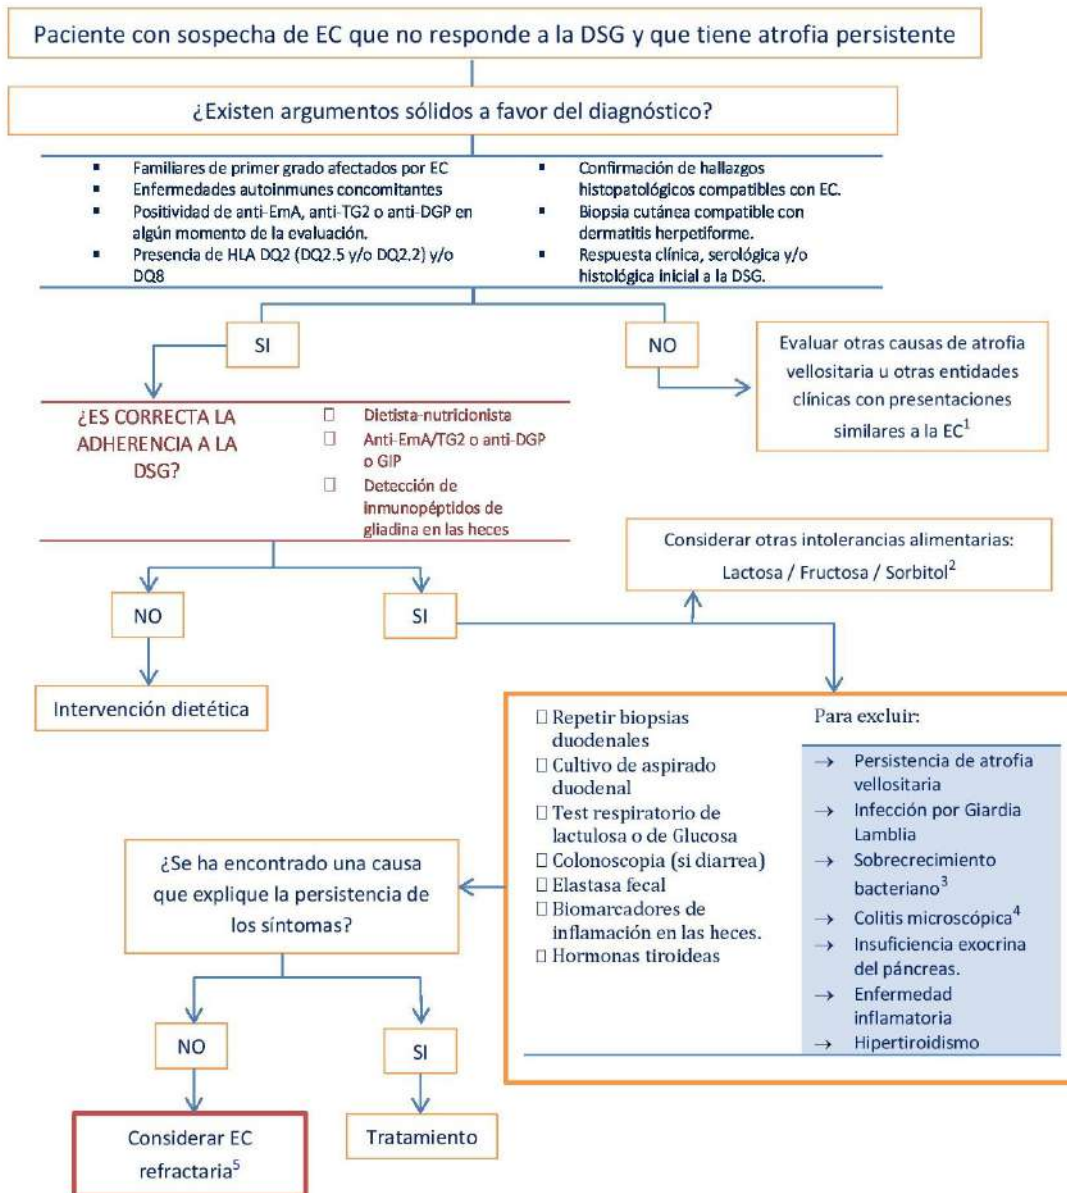 Paciente con sospecha de EC que no responde a la DSG y que tiene atrofia persistente
¿Existen argumentos sólidos a favor del diagnóstico?
▪ Familiares de primer grado afectados por EC
▪ Enfermedades autoinmunes concomitantes
▪ Positividad de anti-EmA, anti-TG2 o anti-DGP en
algún momento de la evaluación.
▪ Presencia de HLA DQ2 (DQ2.5 y/o DQ2.2) y/o
DQ8
▪ Confirmación de hallazgos
histopatológicos compatibles con EC.
▪ Biopsia cutánea compatible con
dermatitis herpetiforme.
▪ Respuesta clínica, serológica y/o
histológica inicial a la DSG.
SI
NO
Evaluar otras causas de atrofia
vellositaria u otras entidades
clínicas con presentaciones
similares a la EC1
¿ES CORRECTA LA
ADHERENCIA A LA
DSG?
□ Dietista-nutricionista
□ Anti-EmA/TG2 o anti-DGP
o GIP
□ Detección de
inmunopéptidos de
gliadina en las heces
Considerar otras intolerancias alimentarias:
Lactosa / Fructosa / Sorbitol2
NO
SI
Intervención dietética
□ Repetir biopsias
duodenales
□ Cultivo de aspirado
duodenal
□ Test respiratorio de
lactulosa o de Glucosa
□ Colonoscopia (si diarrea)
□ Elastasa fecal
□ Biomarcadores de
inflamación en las heces.
□ Hormonas tiroideas
Para excluir:
→ Persistencia de atrofia
vellositaria
→ Infección por Giardia
Lamblia
→ Sobrecrecimiento
bacteriano3
→ Colitis microscópica4
→ Insuficiencia exocrina
del páncreas.
→ Enfermedad
inflamatoria
→ Hipertiroidismo
¿Se ha encontrado una causa
que explique la persistencia de
los síntomas?
NO
SI
Considerar EC
refractaria5
Tratamiento